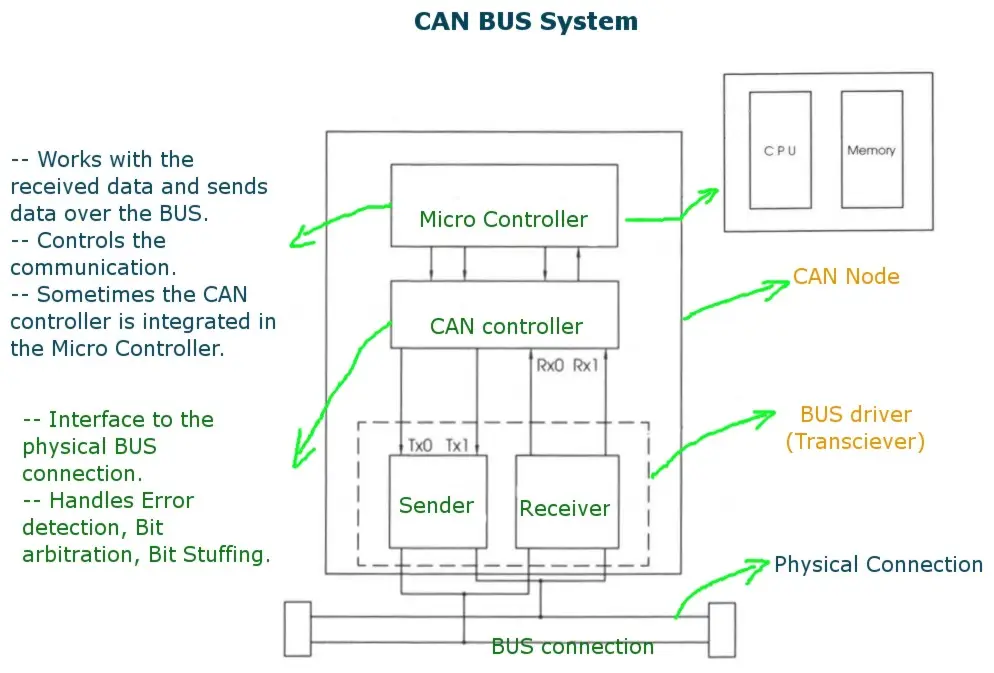 CAN BUS System
-- Works with the
received data and sends
data over the BUS.
-- Controls the
communication.
-- Sometimes the CAN
controller is integrated in
the Micro Controller.
-- Interface to the
physical BUS
connection.
-- Handles Error
detection, Bit
arbitration, Bit Stuffing.
Micro Controller
CAN controller
Rx0 Rx1
Tx0 Tx1
Sender
Receiver
BUS connection
CPU
Memory
CAN Node
BUS driver
(Transciever)
Physical Connection